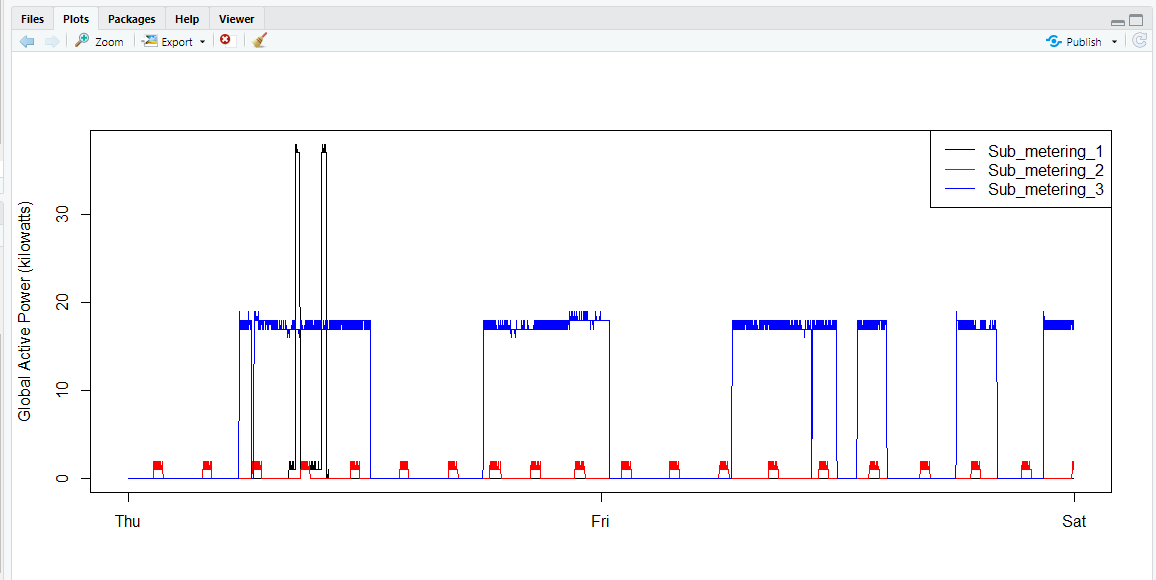 Files Plots Packages Help Viewer
Zoom Export Publish
Sub_metering_1
Sub_metering_2
Sub_metering_3
Global Active Power (kilowatts)
30
20
10
0
Thu Fri Sat